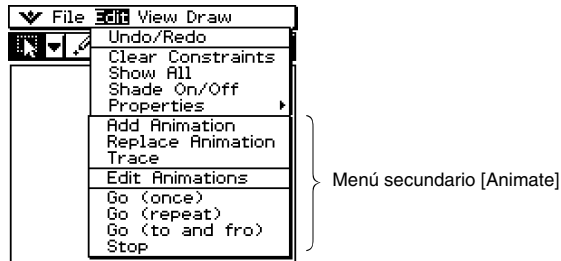 File Edit View Draw
Undo/Redo
Clear Constraints
Show All
Shade On/Off
Properties
Add Animation
Replace Animation
Trace
Edit Animations
Go (once)
Go (repeat)
Go (to and fro)
Stop
Menú secundario [Animate]